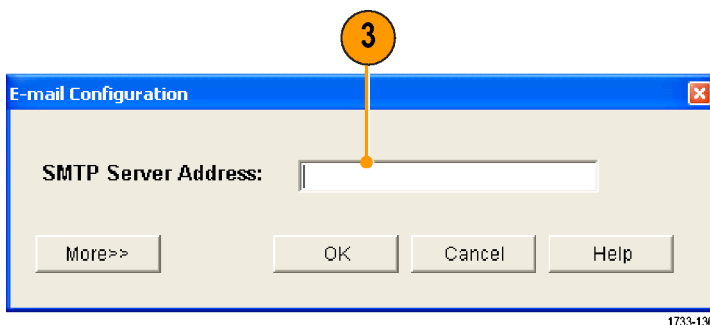 3
E-mail Configuration
SMTP Server Address:
More>> OK Cancel Help